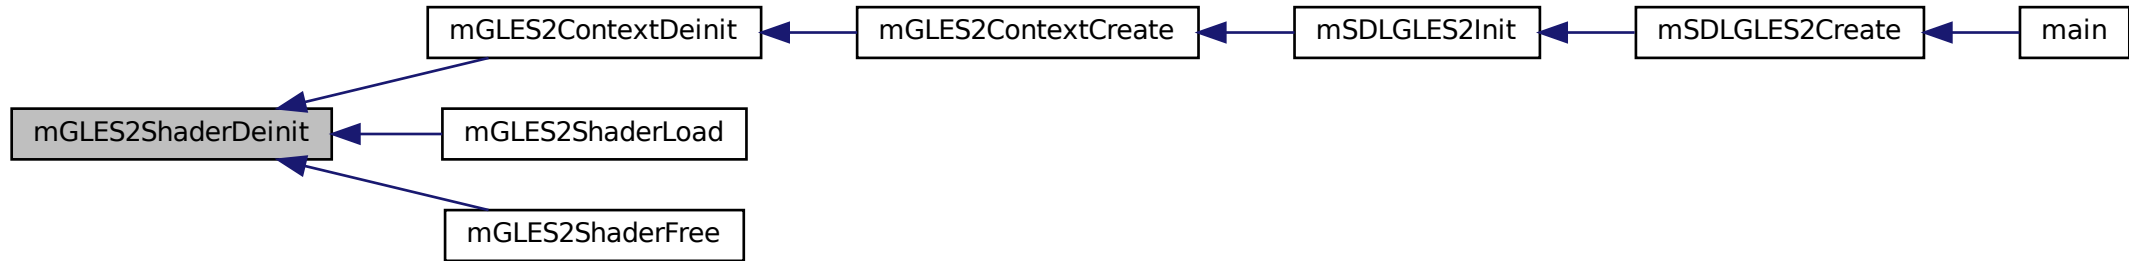 mGLES2ContextDeinit
mGLES2ContextCreate
mSDLGLES2Init
mSDLGLES2Create
main
mGLES2ShaderDeinit
mGLES2ShaderLoad
mGLES2ShaderFree